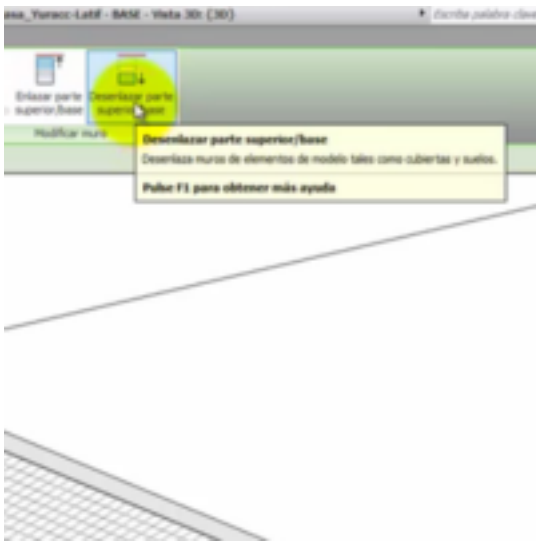 asa_Yuracc-Latif - BASE - Vista 3D: {3D}
Escriba palabra clave
Enlazar parte
superior/base
Desenlazar parte
superior/base
Modificar muro
Desenlazar parte superior/base
Desenlaza muros de elementos de modelo tales como cubiertas y suelos.
Pulse F1 para obtener más ayuda